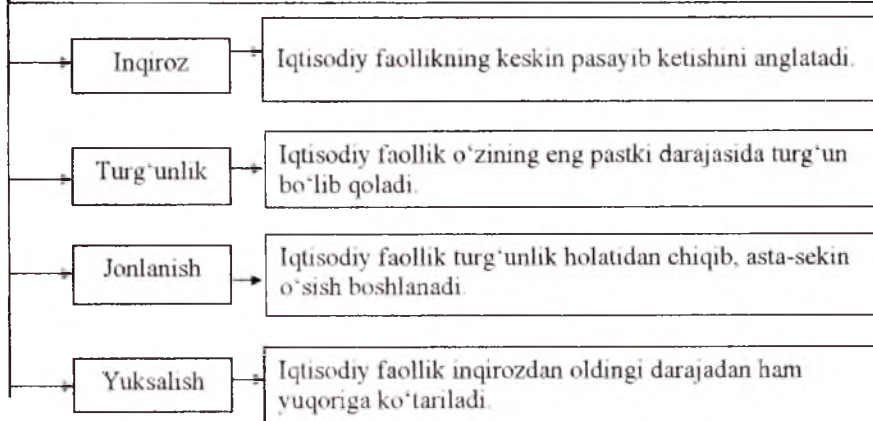 Inqiroz
Iqtisodiy faollikning keskin pasayib ketishini anglatadi.
Turg‘unlik
Iqtisodiy faollik o‘zining eng pastki darajasida turg‘un
bo‘lib qoladi.
Jonlanish
Iqtisodiy faollik turg‘unlik holatidan chiqib, asta-sekin
o‘sish boshlanadi.
Yuksalish
Iqtisodiy faollik inqirozdan oldingi darajadan ham
yuqoriga ko‘tariladi.